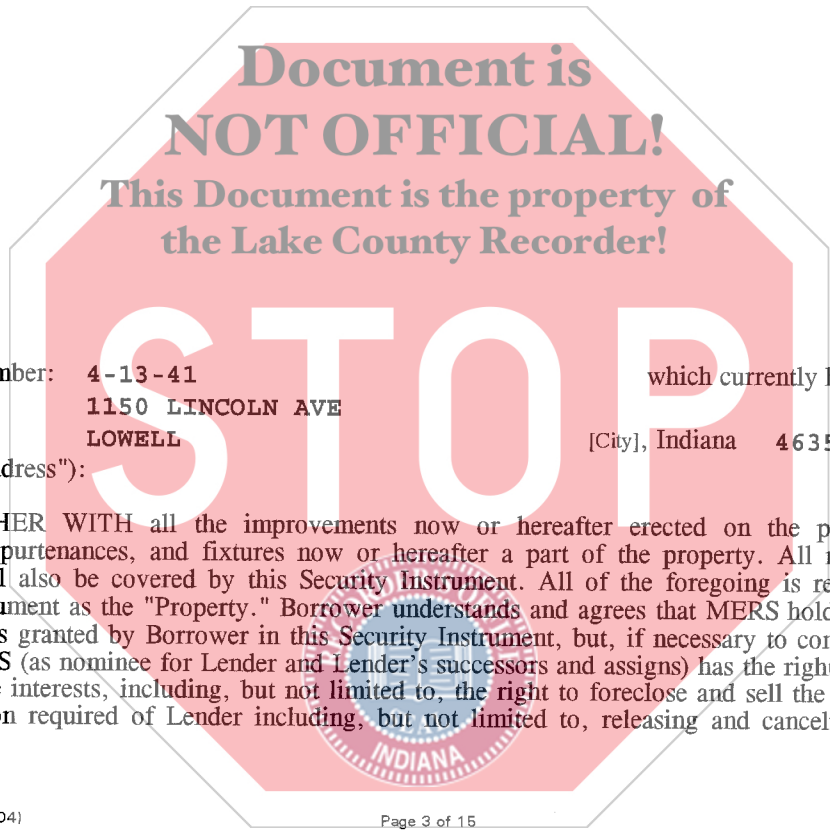 Document is
NOT OFFICIAL!
This Document is the property of
the Lake County Recorder!
STOP
mber: 4-13-41 which currently
1150 LINCOLN AVE
LOWELL [City], Indiana 4635
dress"):
HER WITH all the improvements now or hereafter erected on the p
purtenances, and fixtures now or hereafter a part of the property. All
l also be covered by this Security Instrument. All of the foregoing is re
ument as the "Property." Borrower understands and agrees that MERS hold
s granted by Borrower in this Security Instrument, but, if necessary to con
S (as nominee for Lender and Lender's successors and assigns) has the right
e interests, including, but not limited to, the right to foreclose and sell the
on required of Lender including, but not limited to, releasing and cancel
INDIANA
04) Page 3 of 15